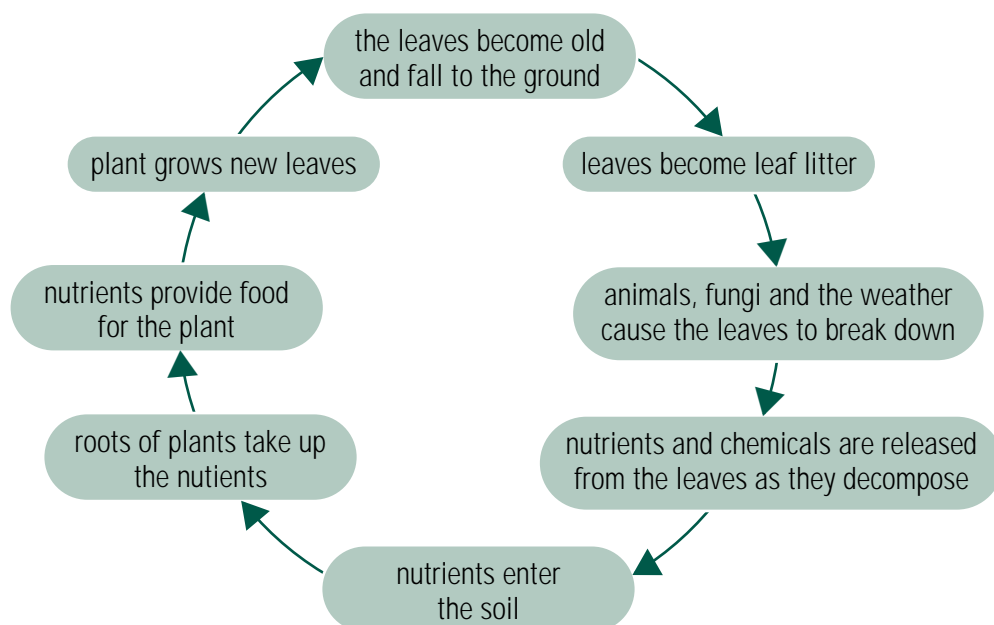 the leaves become old
and fall to the ground
leaves become leaf litter
animals, fungi and the weather
cause the leaves to break down
nutrients and chemicals are released
from the leaves as they decompose
nutrients enter
the soil
roots of plants take up
the nutients
nutrients provide food
for the plant
plant grows new leaves